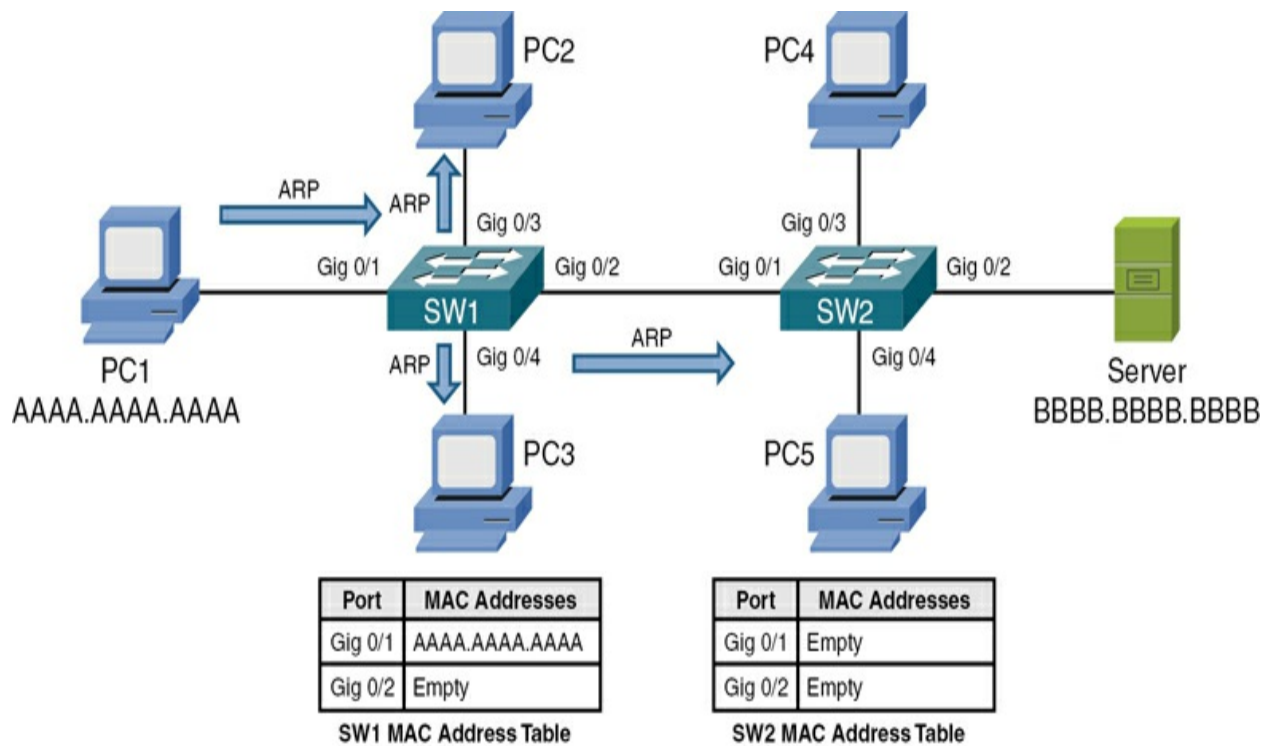 PC2
PC4
ARP
ARP
Gig 0/3
Gig 0/3
Gig 0/1
Gig 0/2
Gig 0/1
Gig 0/2
SW1
SW2
ARP
Gig 0/4
ARP
Gig 0/4
PC1
AAAA.AAAA.AAAA
Server
BBBB.BBBB.BBBB
PC3
PC5
Port MAC Addresses
Gig 0/1 AAAA.AAAA.AAAA
Gig 0/2 Empty
SW1 MAC Address Table
Port MAC Addresses
Gig 0/1 Empty
Gig 0/2 Empty
SW2 MAC Address Table